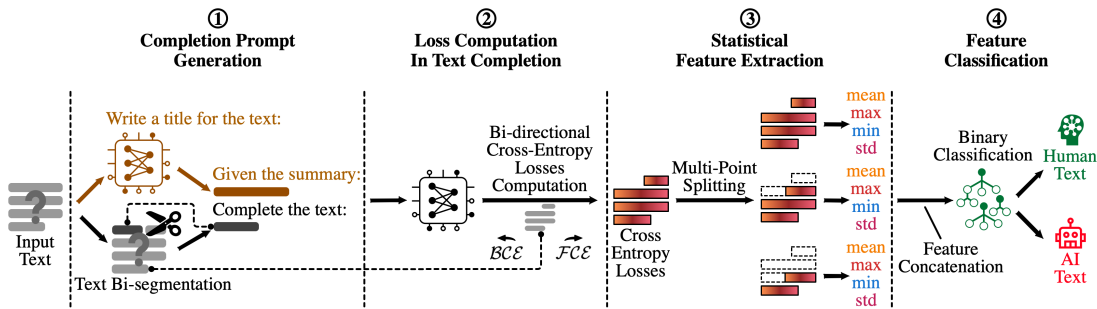 ①
Completion Prompt
Generation
②
Loss Computation
In Text Completion
③
Statistical
Feature Extraction
④
Feature
Classification
Write a title for the text:
Given the summary:
Complete the text:
?
Input
Text
?
Text Bi-segmentation
Bi-directional
Cross-Entropy
Losses
Computation
BCE
FCE
Cross
Entropy
Losses
Multi-Point
Splitting
mean
max
min
std
mean
max
min
std
mean
max
min
std
Feature
Concatenation
Binary
Classification
Human
Text
AI
Text